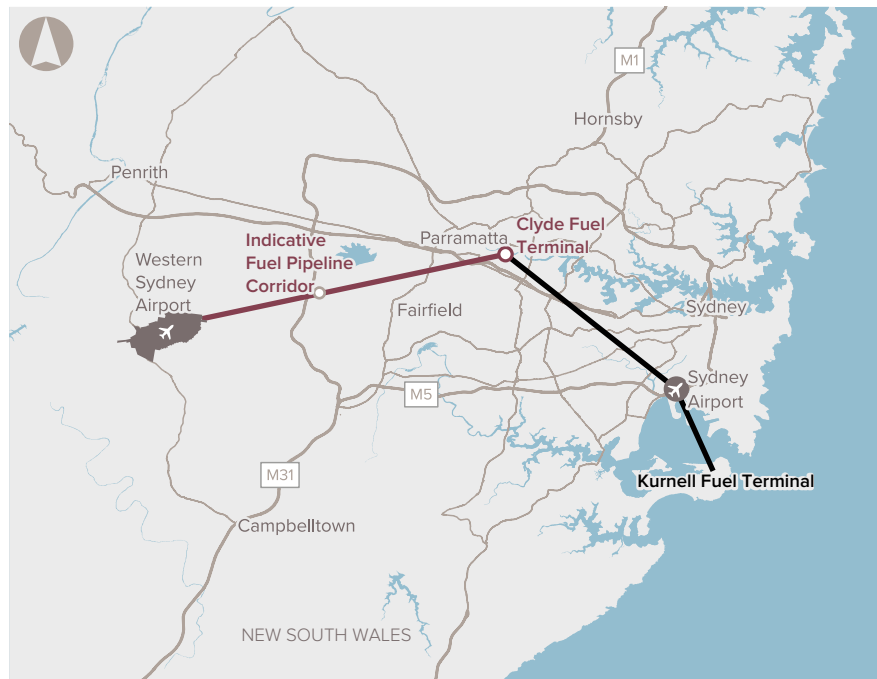 M1
Hornsby
Penrith
Clyde Fuel
Terminal
Parramatta
Indicative
Fuel Pipeline
Corridor
Western
Sydney
Airport
Fairfield
Sydney
Sydney
Airport
M5
M31
Kurnell Fuel Terminal
Campbelltown
NEW SOUTH WALES